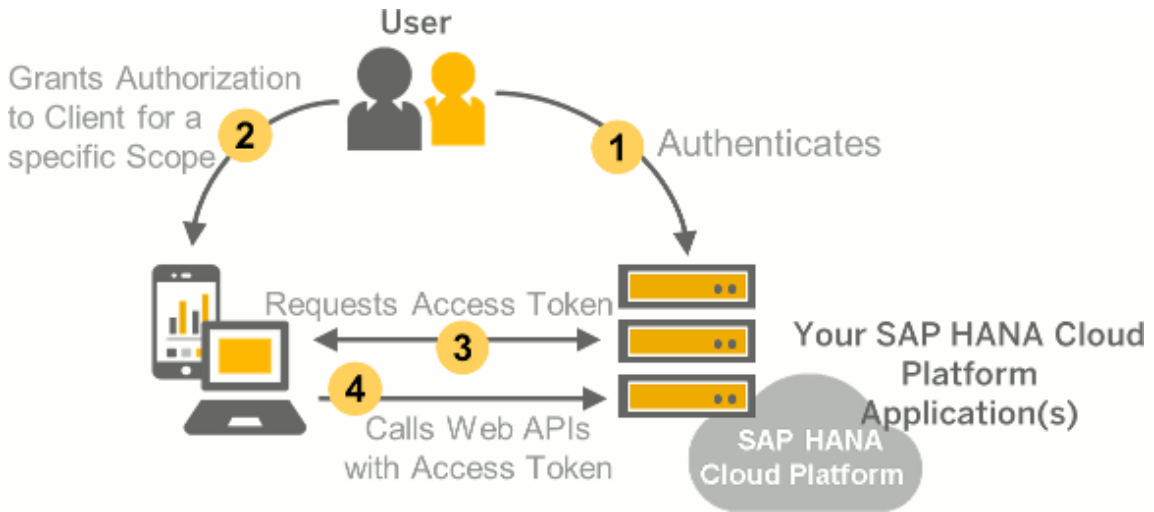 User
Grants Authorization
to Client for a
specific Scope
2
1
Authenticates
Requests Access Token
3
4
Calls Web APIs
with Access Token
Your SAP HANA Cloud
Platform
Application(s)
SAP HANA
Cloud Platform